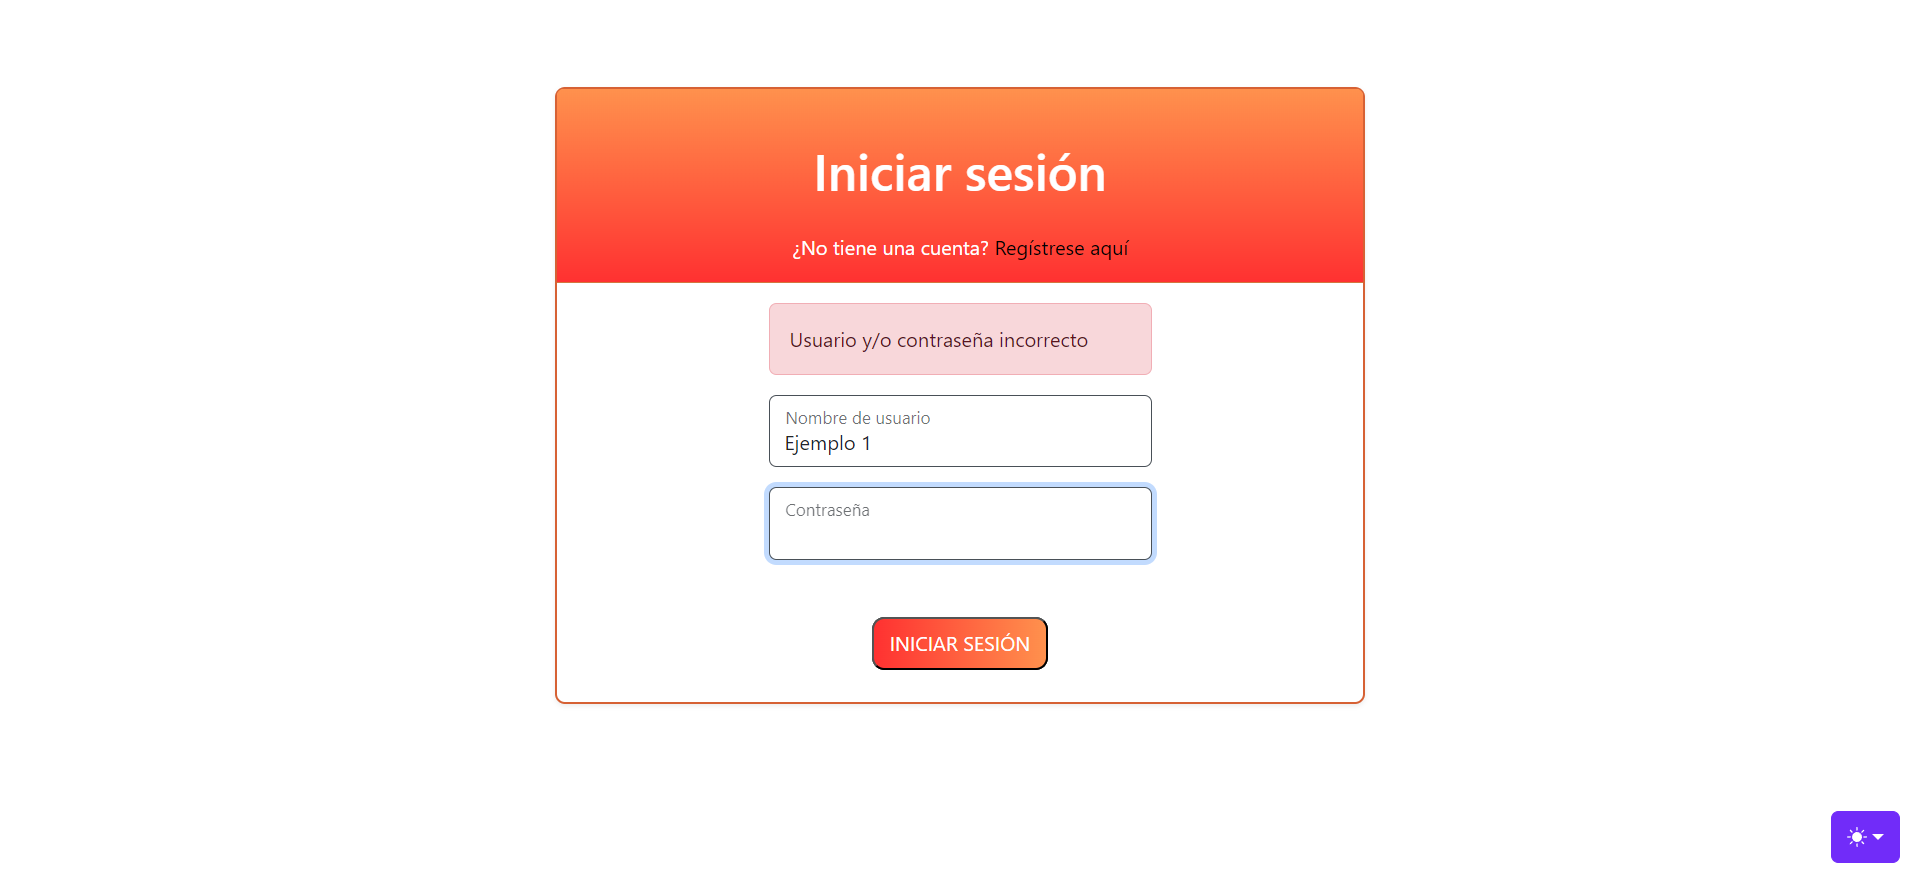 Iniciar sesión
¿No tiene una cuenta? Regístrese aquí
Usuario y/o contraseña incorrecto
Nombre de usuario
Ejemplo 1
Contraseña
INICIAR SESIÓN